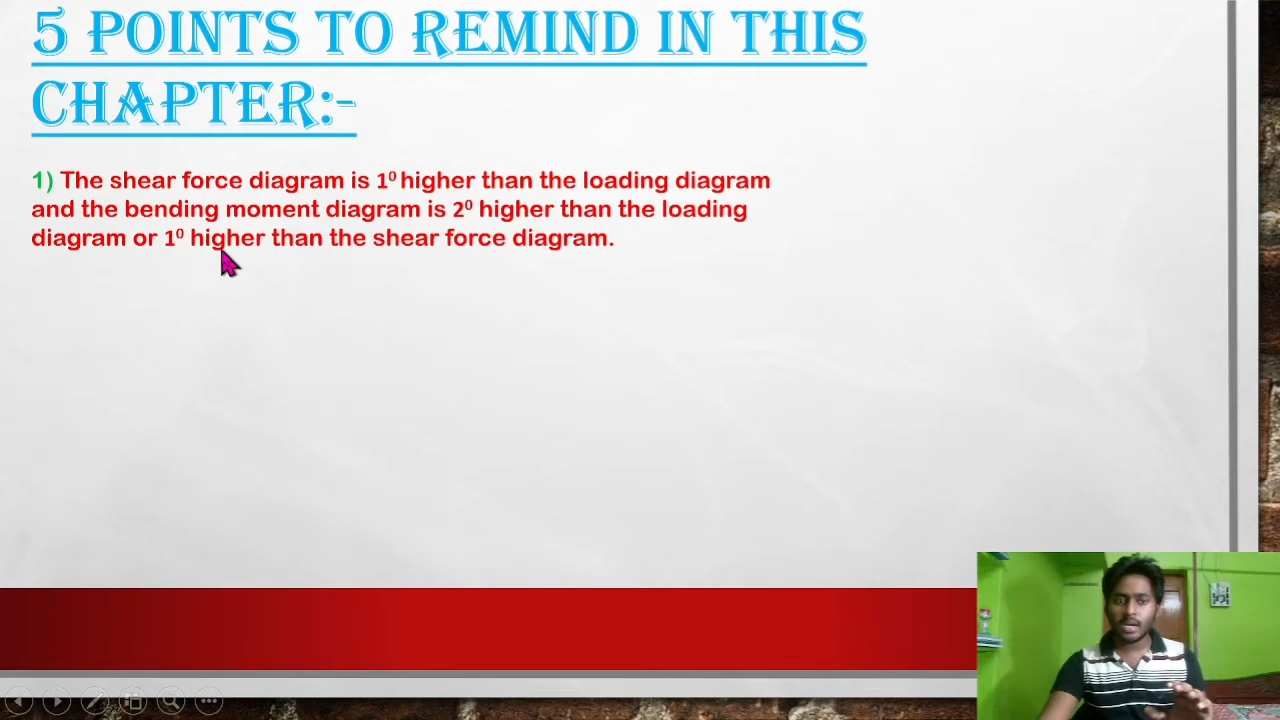 5 POINTS TO REMIND IN THIS
CHAPTER:-
1) The shear force diagram is 1⁰ higher than the loading diagram
and the bending moment diagram is 2⁰ higher than the loading
diagram or 1⁰ higher than the shear force diagram.